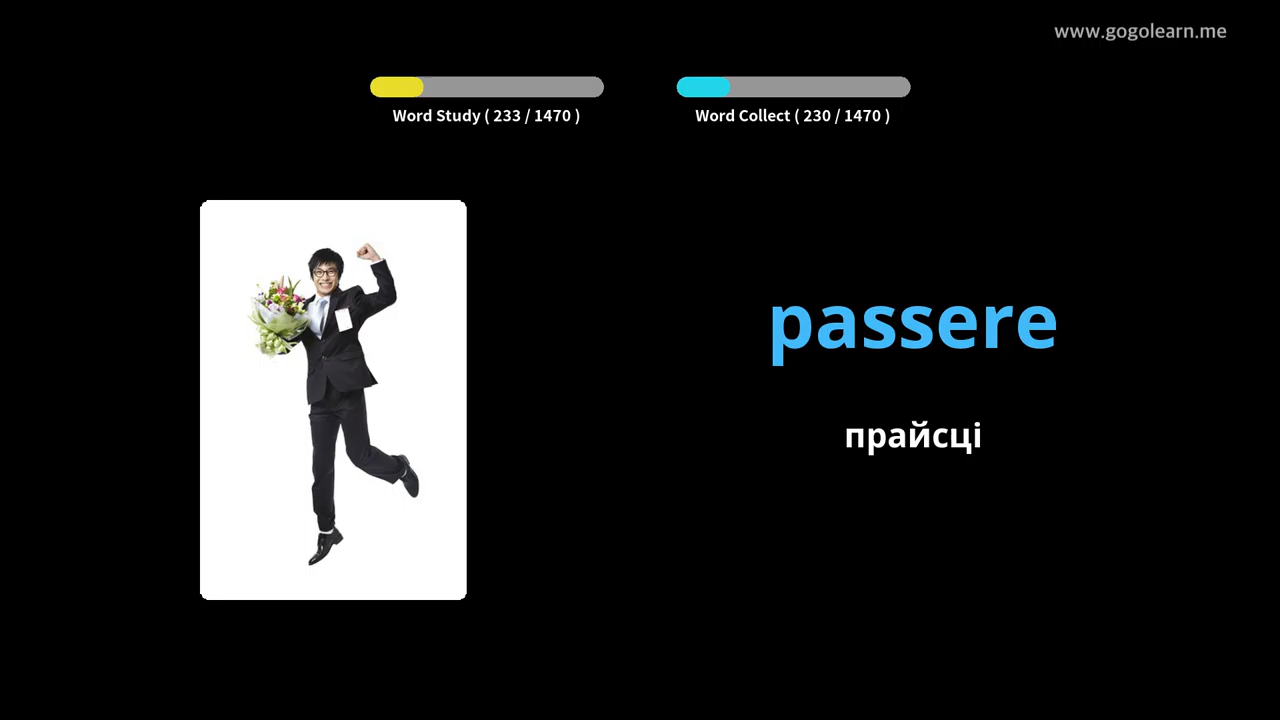 www.gogolearn.me
Word Study ( 233 / 1470 )
Word Collect ( 230 / 1470 )
passere
прайсці